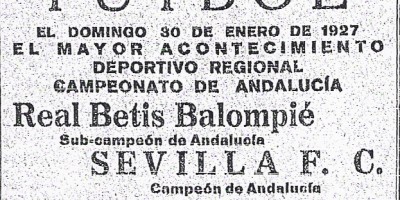 FUTBOL
EL DOMINGO 30 DE ENERO DE 1927
EL MAYOR ACONTECIMIENTO
DEPORTIVO REGIONAL
CAMPEONATO DE ANDALUCÍA
Real Betis Balompié
Sub-campeón de Andalucía
SEVILLA F. C.
Campeón de Andalucía